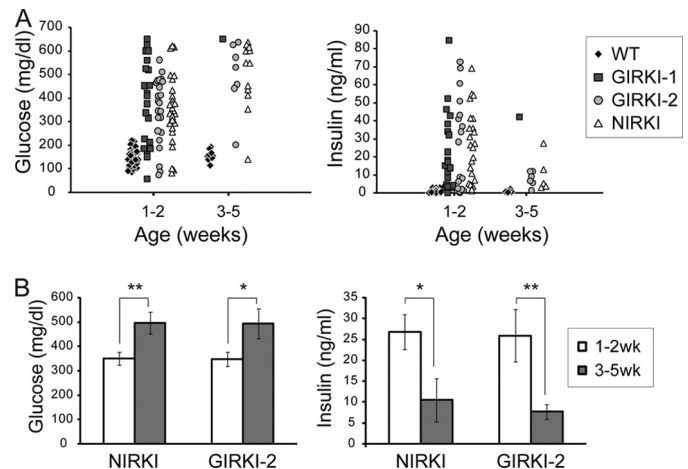 A
Glucose (mg/dl)
700
600
500
400
300
200
100
0
1-2
3-5
Age (weeks)
Insulin (ng/ml)
90
80
70
60
50
40
30
20
10
0
1-2
3-5
Age (weeks)
WT
GIRKI-1
GIRKI-2
NIRKI
B
Glucose (mg/dl)
600
500
400
300
200
100
0
**
*
NIRKI
GIRKI-2
Insulin (ng/ml)
35
30
25
20
15
10
5
0
*
**
NIRKI
GIRKI-2
1-2wk
3-5wk